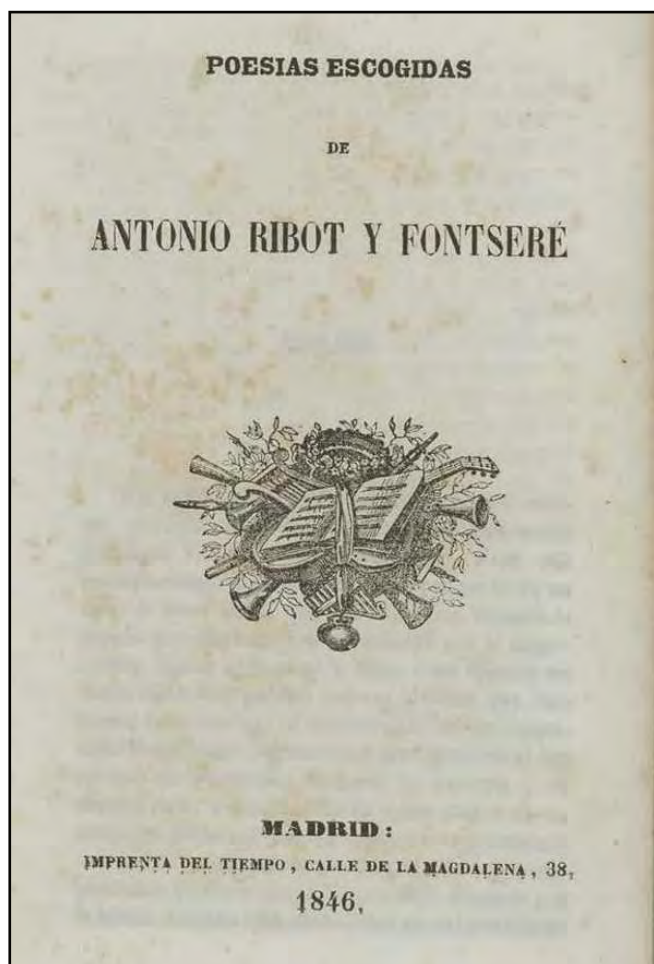 POESIAS ESCOGIDAS
DE
ANTONIO RIBOT Y FONTSERÉ
MADRID:
IMPRENTA DEL TIEMPO, CALLE DE LA MAGDALENA, 38,
1846,